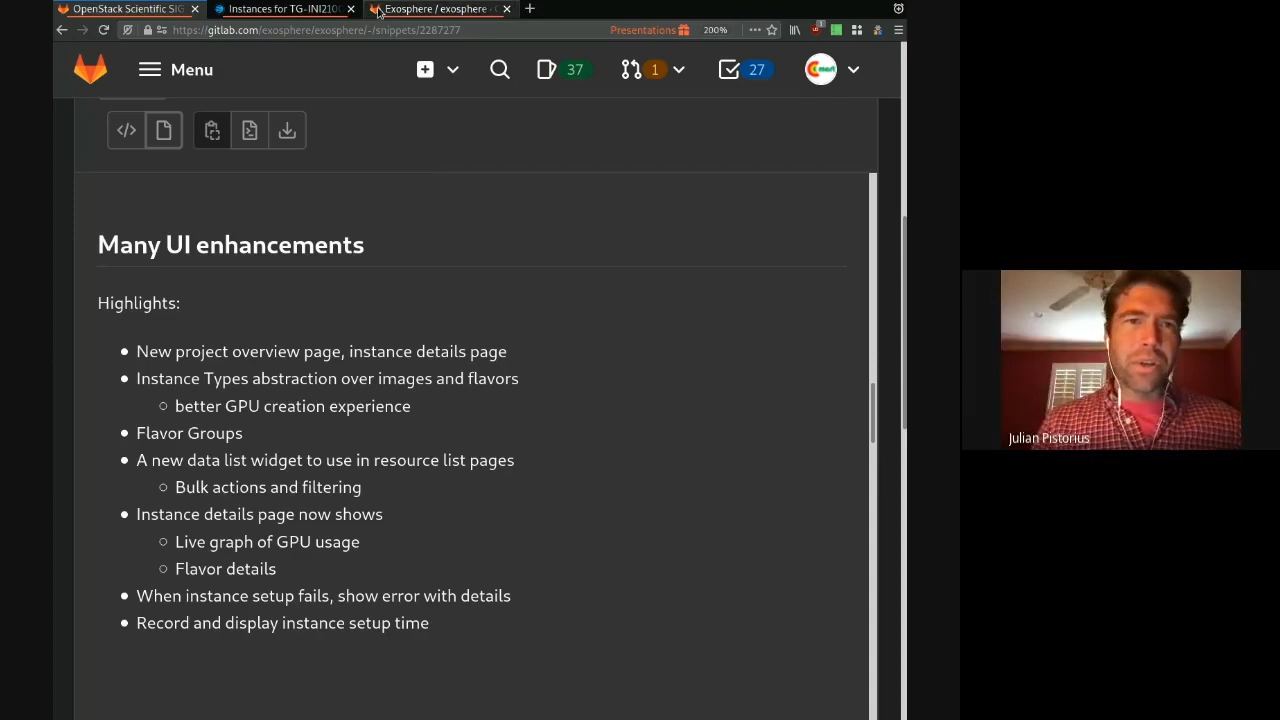 OpenStack Scientific SIG
Instances for TG-INI210
Exosphere / exosphere ·
https://gitlab.com/exosphere/exosphere/-/snippets/2287277
Presentations
200%
Menu
37
1
27
Many UI enhancements
Highlights:
New project overview page, instance details page
Instance Types abstraction over images and flavors
better GPU creation experience
Flavor Groups
A new data list widget to use in resource list pages
Bulk actions and filtering
Instance details page now shows
Live graph of GPU usage
Flavor details
When instance setup fails, show error with details
Record and display instance setup time
Julian Pistorius